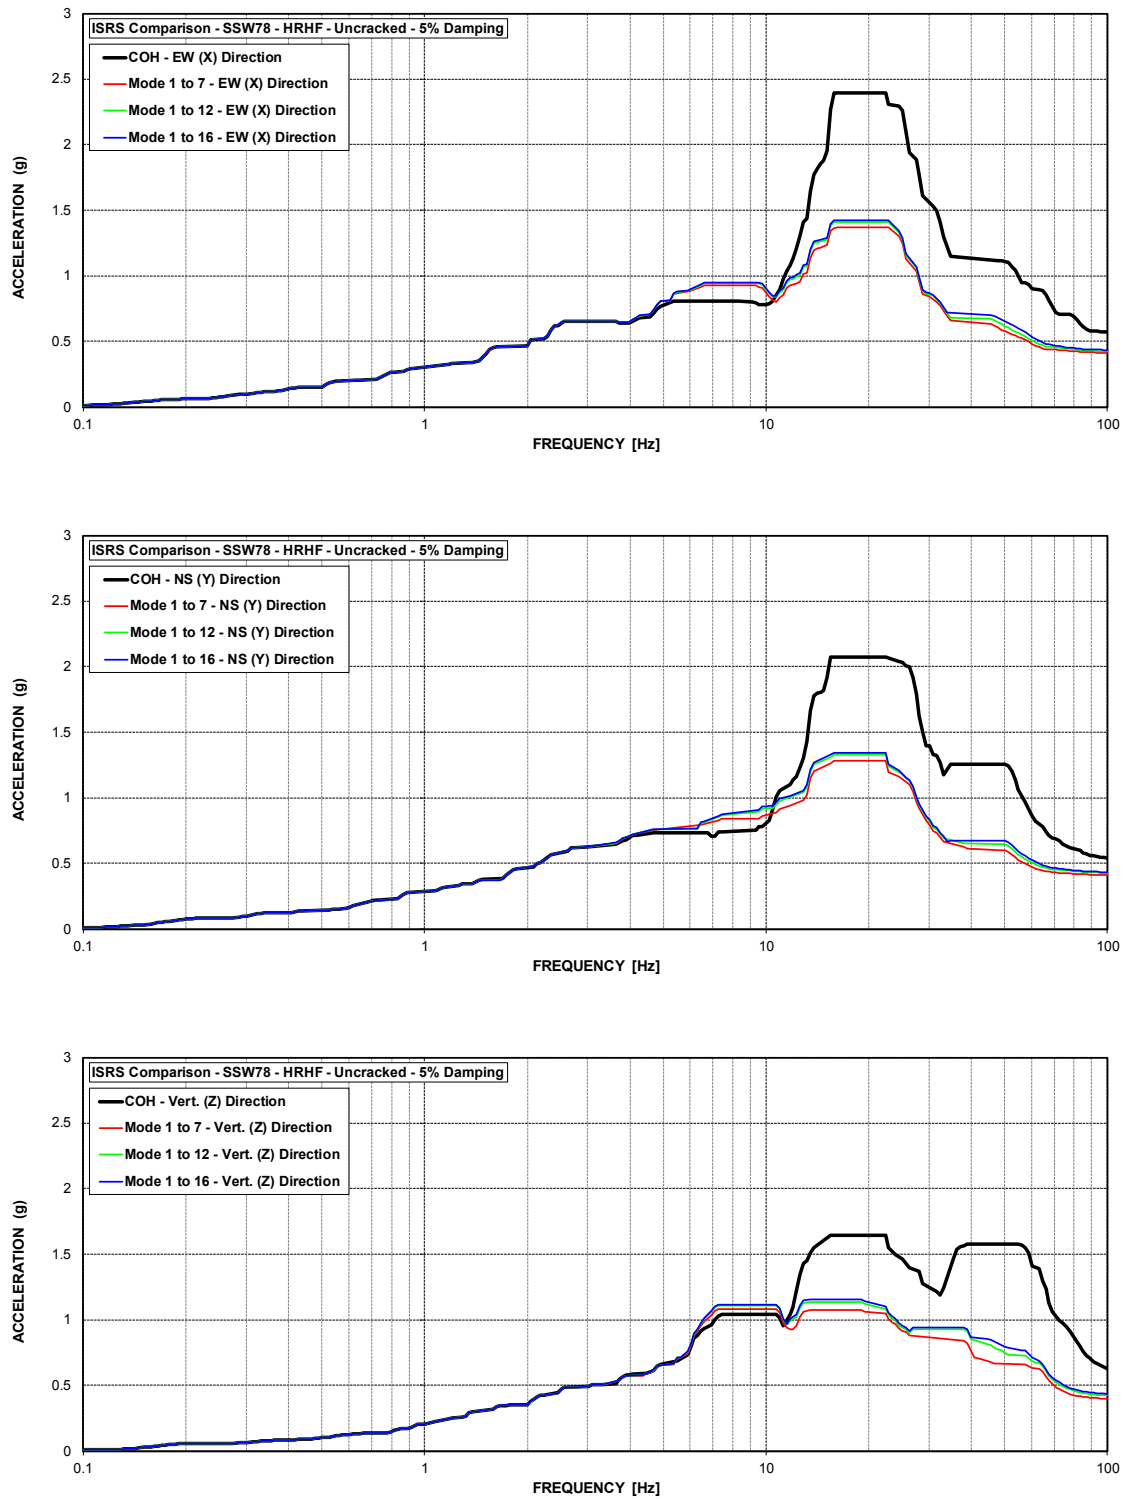 ISRS Comparison - SSW78 - HRHF - Uncracked - 5% Damping
COH - EW (X) Direction
Mode 1 to 7 - EW (X) Direction
Mode 1 to 12 - EW (X) Direction
Mode 1 to 16 - EW (X) Direction
3
2.5
2
1.5
1
0.5
0
ACCELERATION (g)
0.1
1
10
100
FREQUENCY [Hz]
ISRS Comparison - SSW78 - HRHF - Uncracked - 5% Damping
COH - NS (Y) Direction
Mode 1 to 7 - NS (Y) Direction
Mode 1 to 12 - NS (Y) Direction
Mode 1 to 16 - NS (Y) Direction
3
2.5
2
1.5
1
0.5
0
ACCELERATION (g)
0.1
1
10
100
FREQUENCY [Hz]
ISRS Comparison - SSW78 - HRHF - Uncracked - 5% Damping
COH - Vert. (Z) Direction
Mode 1 to 7 - Vert. (Z) Direction
Mode 1 to 12 - Vert. (Z) Direction
Mode 1 to 16 - Vert. (Z) Direction
3
2.5
2
1.5
1
0.5
0
ACCELERATION (g)
0.1
1
10
100
FREQUENCY [Hz]